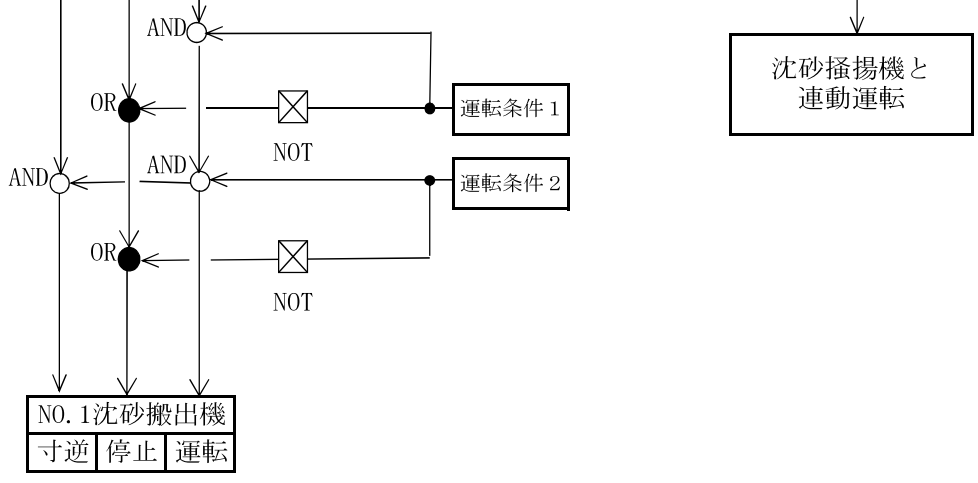 AND
沈砂掻揚機と
連動運転
OR
運転条件1
NOT
AND
AND
運転条件2
OR
NOT
NO.1沈砂搬出機
寸逆
停止
運転